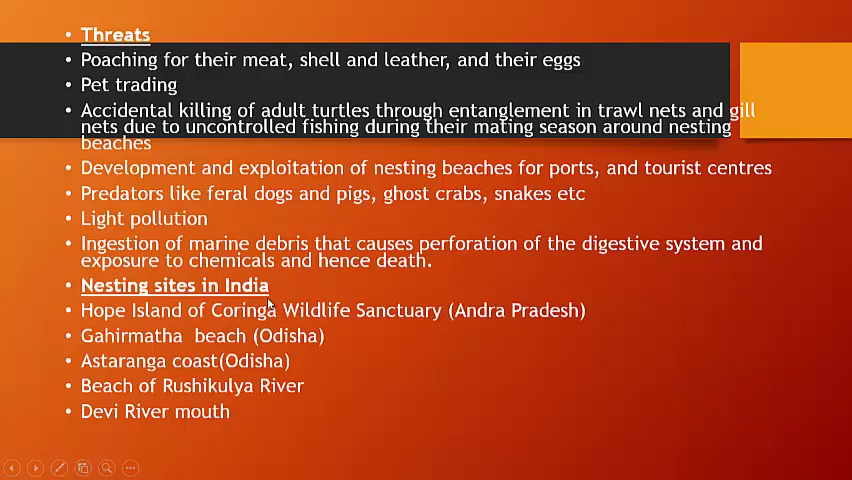 • Threats
• Poaching for their meat, shell and leather, and their eggs
• Pet trading
• Accidental killing of adult turtles through entanglement in trawl nets and gill
nets due to uncontrolled fishing during their mating season around nesting
beaches
• Development and exploitation of nesting beaches for ports, and tourist centres
• Predators like feral dogs and pigs, ghost crabs, snakes etc
• Light pollution
• Ingestion of marine debris that causes perforation of the digestive system and
exposure to chemicals and hence death.
• Nesting sites in India
• Hope Island of Coringa Wildlife Sanctuary (Andra Pradesh)
• Gahirmatha  beach (Odisha)
• Astaranga coast(Odisha)
• Beach of Rushikulya River
• Devi River mouth